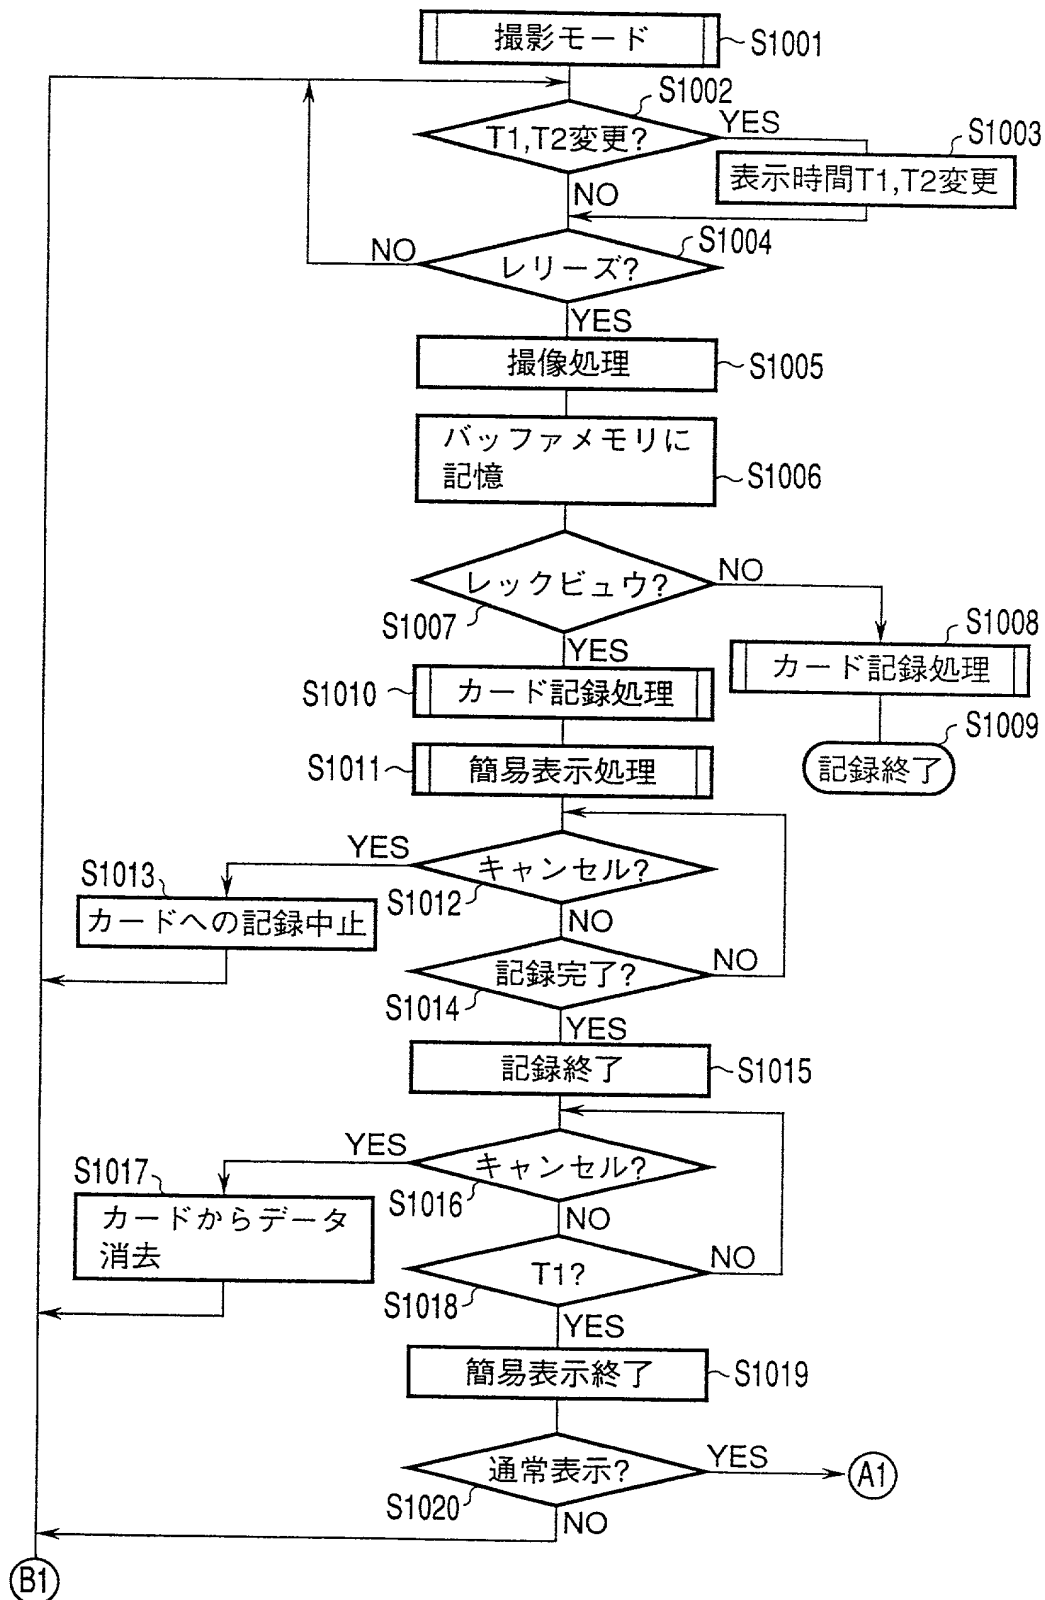 撮影モード
S1001
S1002
T1,T2変更?
YES
S1003
表示時間T1,T2変更
NO
S1004
レリーズ?
NO
YES
撮像処理
S1005
バッファメモリに
記憶
S1006
レックビュウ?
NO
S1007
YES
S1008
カード記録処理
S1010
カード記録処理
S1009
記録終了
S1011
簡易表示処理
キャンセル?
YES
S1012
S1013
カードへの記録中止
NO
記録完了?
NO
S1014
YES
記録終了
S1015
キャンセル?
YES
S1016
S1017
カードからデータ
消去
NO
T1?
NO
S1018
YES
簡易表示終了
S1019
通常表示?
YES
A1
S1020
NO
B1